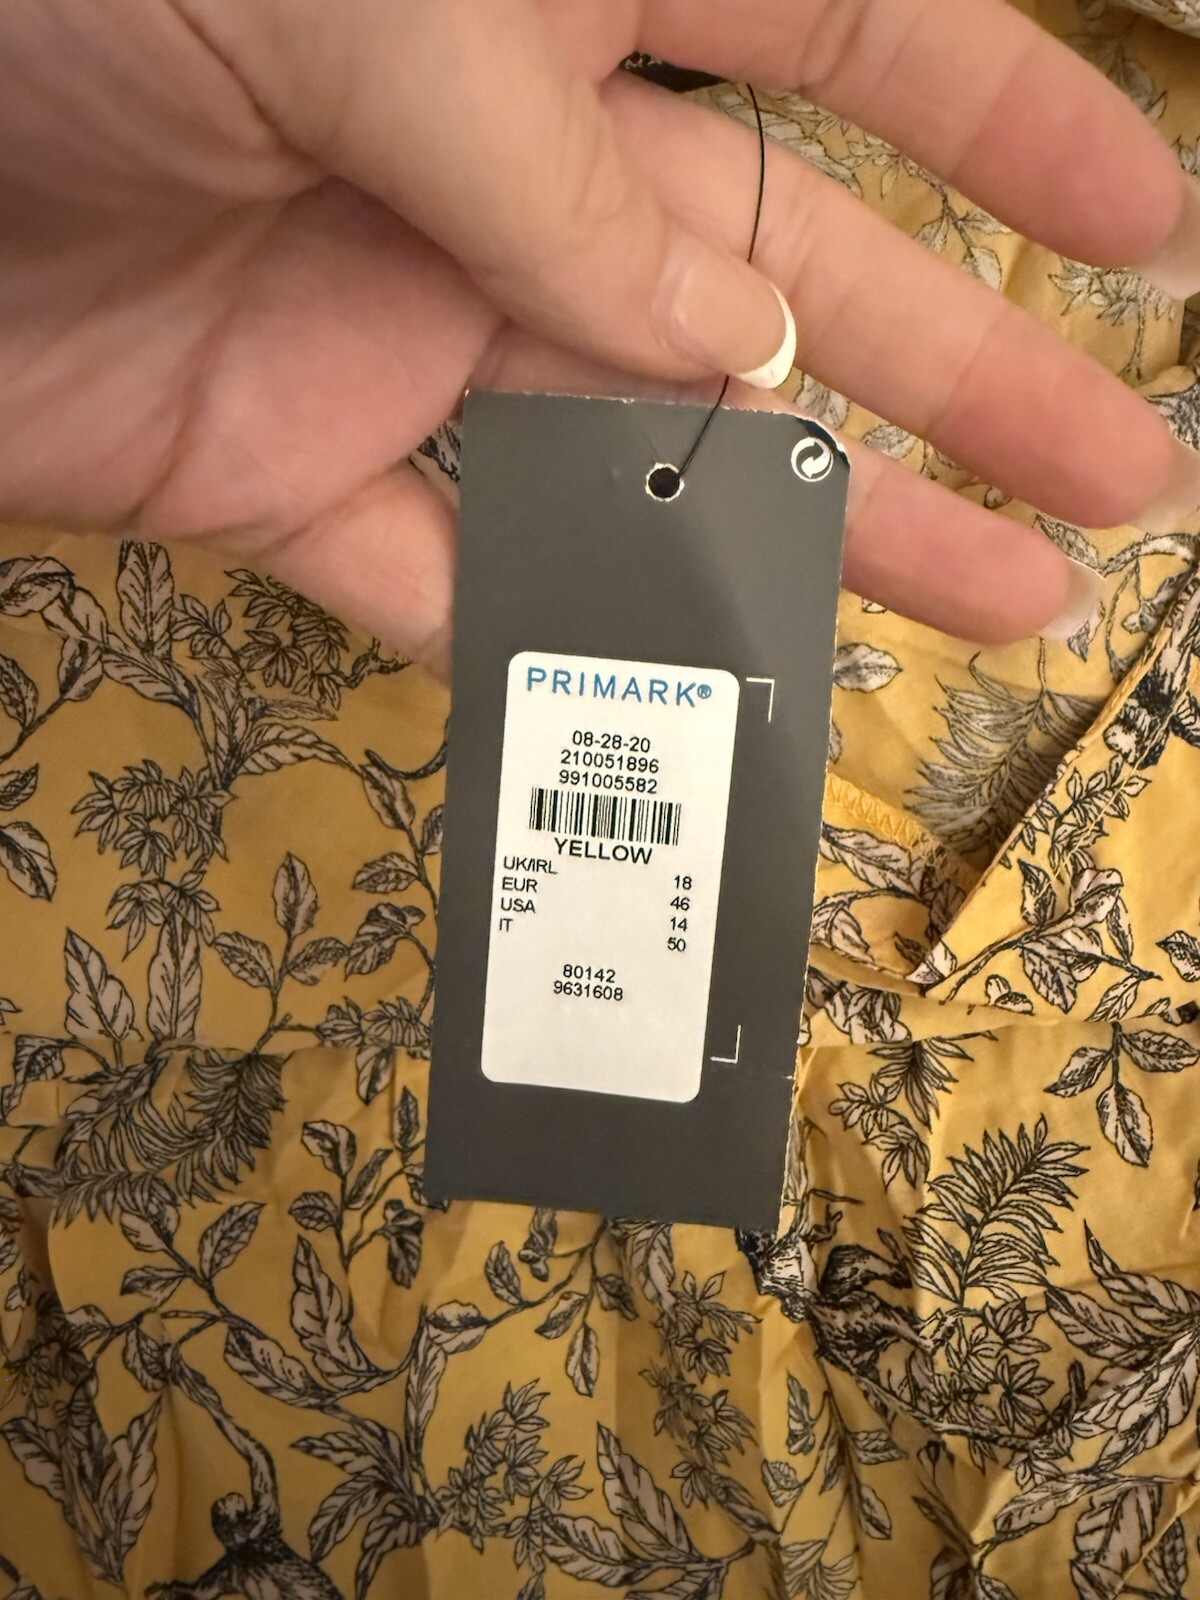 PRIMARK®
08-28-20
210051896
991005582
YELLOW
UK/IRL 18
EUR 46
USA 14
IT 50
80142
9631608